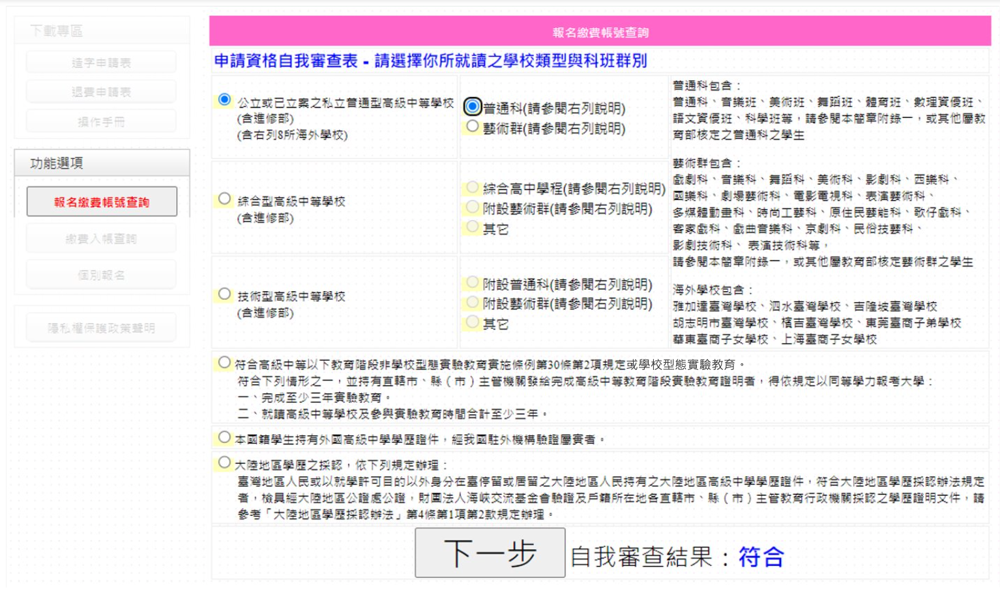 下載專區
造字申請表
退費申請表
操作手冊
功能選項
報名繳費帳號查詢
繳費入帳查詢
個別報名
隱私權保護政策聲明
報名繳費帳號查詢
申請資格自我審查表 - 請選擇你所就讀之學校類型與科班群別
公立或已立案之私立普通型高級中等學校
(含進修部)
(含右列8所海外學校)
普通科(請參閱右列說明)
藝術群(請參閱右列說明)
綜合型高級中等學校
(含進修部)
綜合高中學程(請參閱右列說明)
附設藝術群(請參閱右列說明)
其它
技術型高級中等學校
(含進修部)
附設普通科(請參閱右列說明)
附設藝術群(請參閱右列說明)
其它
普通科包含：
普通科、音樂班、美術班、舞蹈班、體育班、數理資優班、
語文資優班、科學班等，請參閱本簡章附錄一，或其他屬教
育部核定之普通科之學生
藝術群包含：
戲劇科、音樂科、舞蹈科、美術科、影劇科、西樂科、
國樂科、劇場藝術科、電影電視科、表演藝術科、
多媒體動畫科、時尚工藝科、原住民藝能科、歌仔戲科、
客家戲科、戲曲音樂科、京劇科、民俗技藝科、
影劇技術科、 表演技術科等，
請參閱本簡章附錄一，或其他屬教育部核定藝術群之學生
海外學校包含：
雅加達臺灣學校、泗水臺灣學校、吉隆坡臺灣學校
胡志明市臺灣學校、檳吉臺灣學校、東莞臺商子弟學校
華東臺商子女學校、上海臺商子女學校
符合高級中等以下教育階段非學校型態實驗教育實施條例第30條第2項規定或學校型態實驗教育。
符合下列情形之一，並持有直轄市、縣（市）主管機關發給完成高級中等教育階段實驗教育證明者，得依規定以同等學力報考大學：
一、完成至少三年實驗教育。
二、就讀高級中等學校及參與實驗教育時間合計至少三年。
本國籍學生持有外國高級中學學歷證件，經我國駐外機構驗證屬實者。
大陸地區學歷之採認，依下列規定辦理：
臺灣地區人民或以就學許可目的以外身分在臺停留或居留之大陸地區人民持有之大陸地區高級中學學歷證件，符合大陸地區學歷採認辦法規定
者，檢具經大陸地區公證處公證，財團法人海峽交流基金會驗證及戶籍所在地各直轄市、縣（市）主管教育行政機關採認之學歷證明文件，請
參考「大陸地區學歷採認辦法」第4條第1項第2款規定辦理。
下一步 自我審查結果：符合